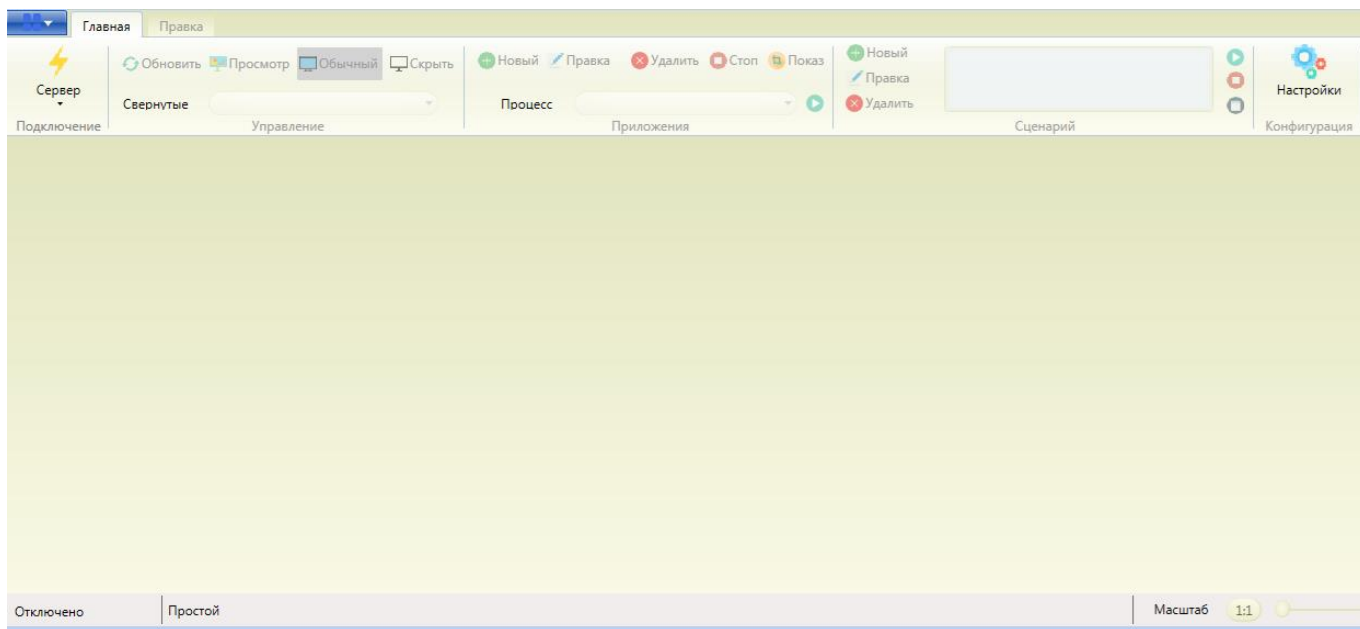 Главная Правка
Обновить Просмотр Обычный Скрыть Новый Правка Удалить Стоп Показ Новый
Правка
Сервер Настройки
Свернутые Процесс Удалить
Подключение Управление Приложения Сценарий Конфигурация
Отключено Простой Масштаб 1:1